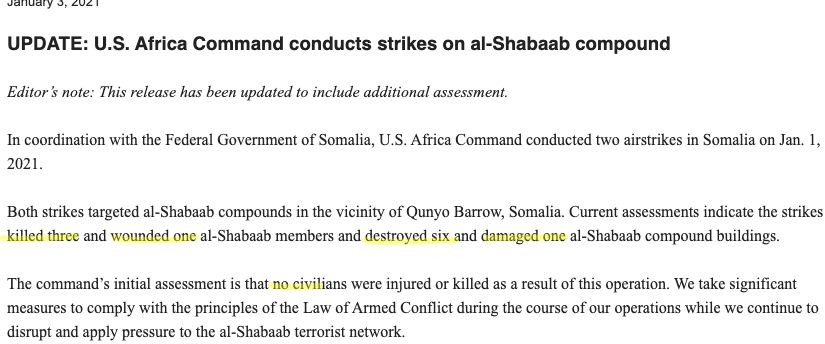 January 3, 2021
UPDATE: U.S. Africa Command conducts strikes on al-Shabaab compound
Editor’s note: This release has been updated to include additional assessment.
In coordination with the Federal Government of Somalia, U.S. Africa Command conducted two airstrikes in Somalia on Jan. 1,
2021.
Both strikes targeted al-Shabaab compounds in the vicinity of Qunyo Barrow, Somalia. Current assessments indicate the strikes
killed three and wounded one al-Shabaab members and destroyed six and damaged one al-Shabaab compound buildings.
The command’s initial assessment is that no civilians were injured or killed as a result of this operation. We take significant
measures to comply with the principles of the Law of Armed Conflict during the course of our operations while we continue to
disrupt and apply pressure to the al-Shabaab terrorist network.